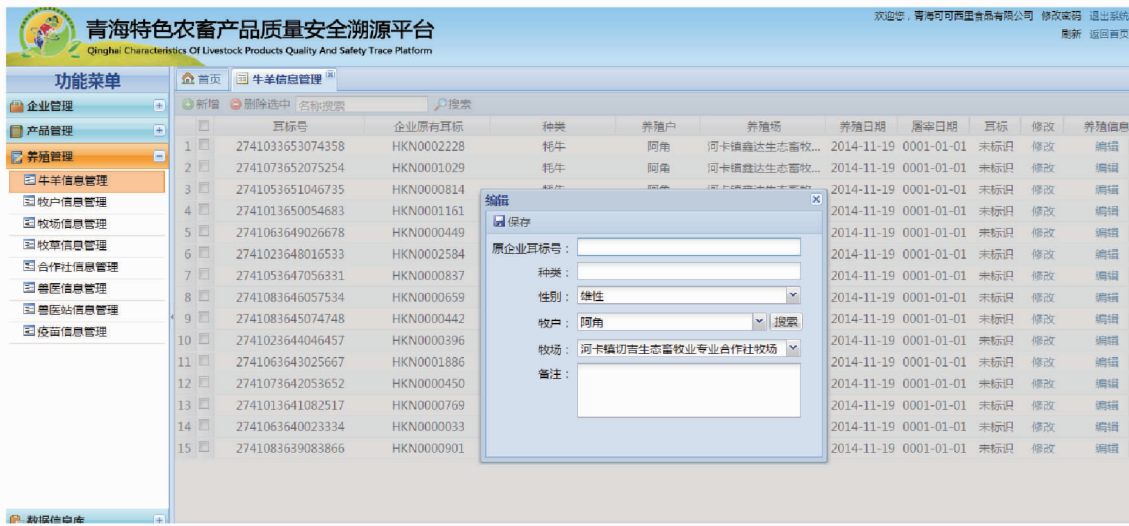 欢迎您，青海可可西里食品有限公司 修改密码 退出系统
青海特色农畜产品质量安全溯源平台
刷新 返回首页
Qinghai Characteristics Of Livestock Products Quality And Safety Trace Platform
功能菜单
首页 牛羊信息管理
企业管理
产品管理
养殖管理
牛羊信息管理
牧户信息管理
牧场信息管理
牧草信息管理
合作社信息管理
兽医信息管理
兽医站信息管理
疫苗信息管理
数据信息库
新增 删除选中 名称搜索 搜索
耳标号 企业原有耳标 种类 养殖户 养殖场 养殖日期 屠宰日期 耳标 修改 养殖信息
1 2741033653074358 HKN0002228 牦牛 阿角 河卡镇鑫达生态畜牧... 2014-11-19 0001-01-01 未标识 修改 编辑
2 2741073652075254 HKN0001029 牦牛 阿角 河卡镇鑫达生态畜牧... 2014-11-19 0001-01-01 未标识 修改 编辑
3 2741053651046735 HKN0000814 2014-11-19 0001-01-01 未标识 修改 编辑
4 2741013650054683 HKN0001161 2014-11-19 0001-01-01 未标识 修改 编辑
5 2741063649026678 HKN0000449 2014-11-19 0001-01-01 未标识 修改 编辑
6 2741023648016533 HKN0002584 2014-11-19 0001-01-01 未标识 修改 编辑
7 2741053647056331 HKN0000837 2014-11-19 0001-01-01 未标识 修改 编辑
8 2741083646057534 HKN0000659 2014-11-19 0001-01-01 未标识 修改 编辑
9 2741083645074748 HKN0000442 2014-11-19 0001-01-01 未标识 修改 编辑
10 2741023644046457 HKN0000396 2014-11-19 0001-01-01 未标识 修改 编辑
11 2741063643025667 HKN0001886 2014-11-19 0001-01-01 未标识 修改 编辑
12 2741073642053652 HKN0000450 2014-11-19 0001-01-01 未标识 修改 编辑
13 2741013641082517 HKN0000769 2014-11-19 0001-01-01 未标识 修改 编辑
14 2741063640023334 HKN0000033 2014-11-19 0001-01-01 未标识 修改 编辑
15 2741083639083866 HKN0000901 2014-11-19 0001-01-01 未标识 修改 编辑
编辑
保存
原企业耳标号：
种类：
性别： 雄性
牧户： 阿角 搜索
牧场： 河卡镇切吉生态畜牧业专业合作社牧场
备注：